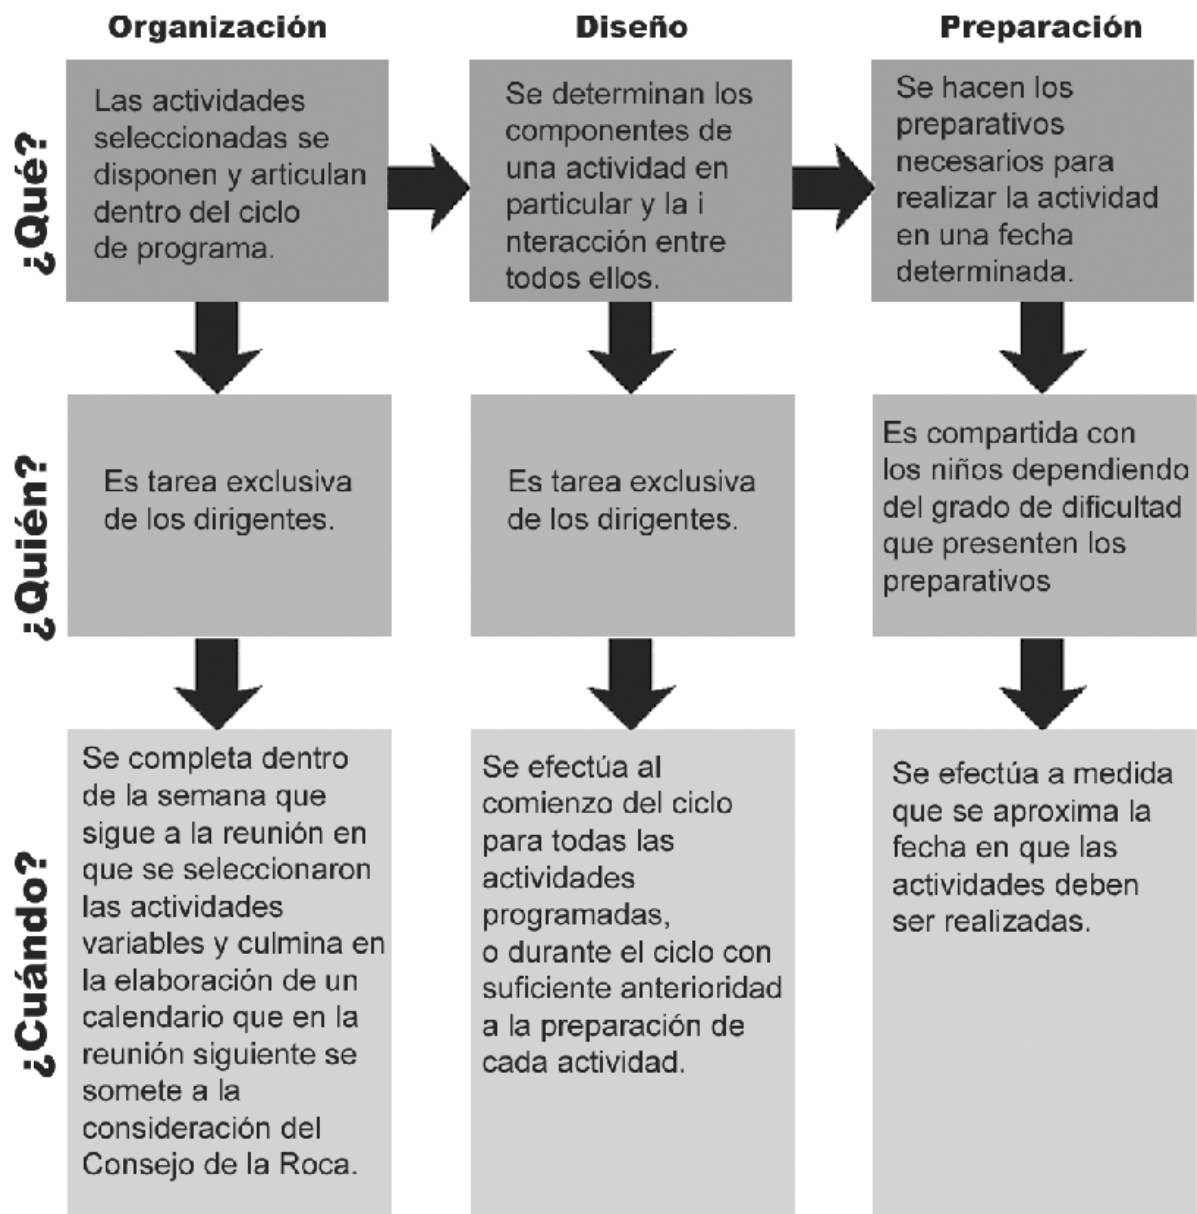 Organización
Diseño
Preparación
¿Qué?
Las actividades
seleccionadas se
disponen y articulan
dentro del ciclo
de programa.
Se determinan los
componentes de
una actividad en
particular y la i
nteracción entre
todos ellos.
Se hacen los
preparativos
necesarios para
realizar la actividad
en una fecha
determinada.
¿Quién?
Es tarea exclusiva
de los dirigentes.
Es tarea exclusiva
de los dirigentes.
Es compartida con
los niños dependiendo
del grado de dificultad
que presenten los
preparativos
¿Cuándo?
Se completa dentro
de la semana que
sigue a la reunión en
que se seleccionaron
las actividades
variables y culmina en
la elaboración de un
calendario que en la
reunión siguiente se
somete a la
consideración del
Consejo de la Roca.
Se efectúa al
comienzo del ciclo
para todas las
actividades
programadas,
o durante el ciclo con
suficiente anterioridad
a la preparación de
cada actividad.
Se efectúa a medida
que se aproxima la
fecha en que las
actividades deben
ser realizadas.